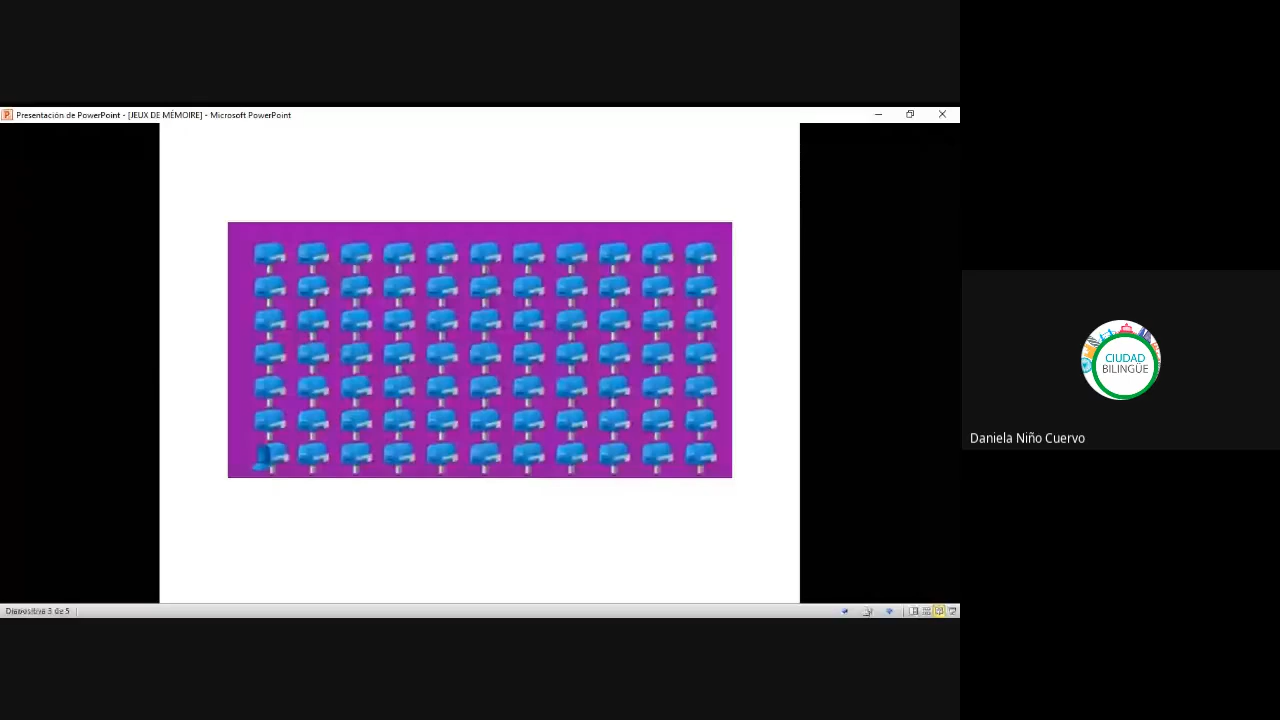 Presentación de PowerPoint - [JEUX DE MÉMOIRE] - Microsoft PowerPoint
CIUDAD
BILINGÜE
Daniela Niño Cuervo
Diapositiva 3 de 5